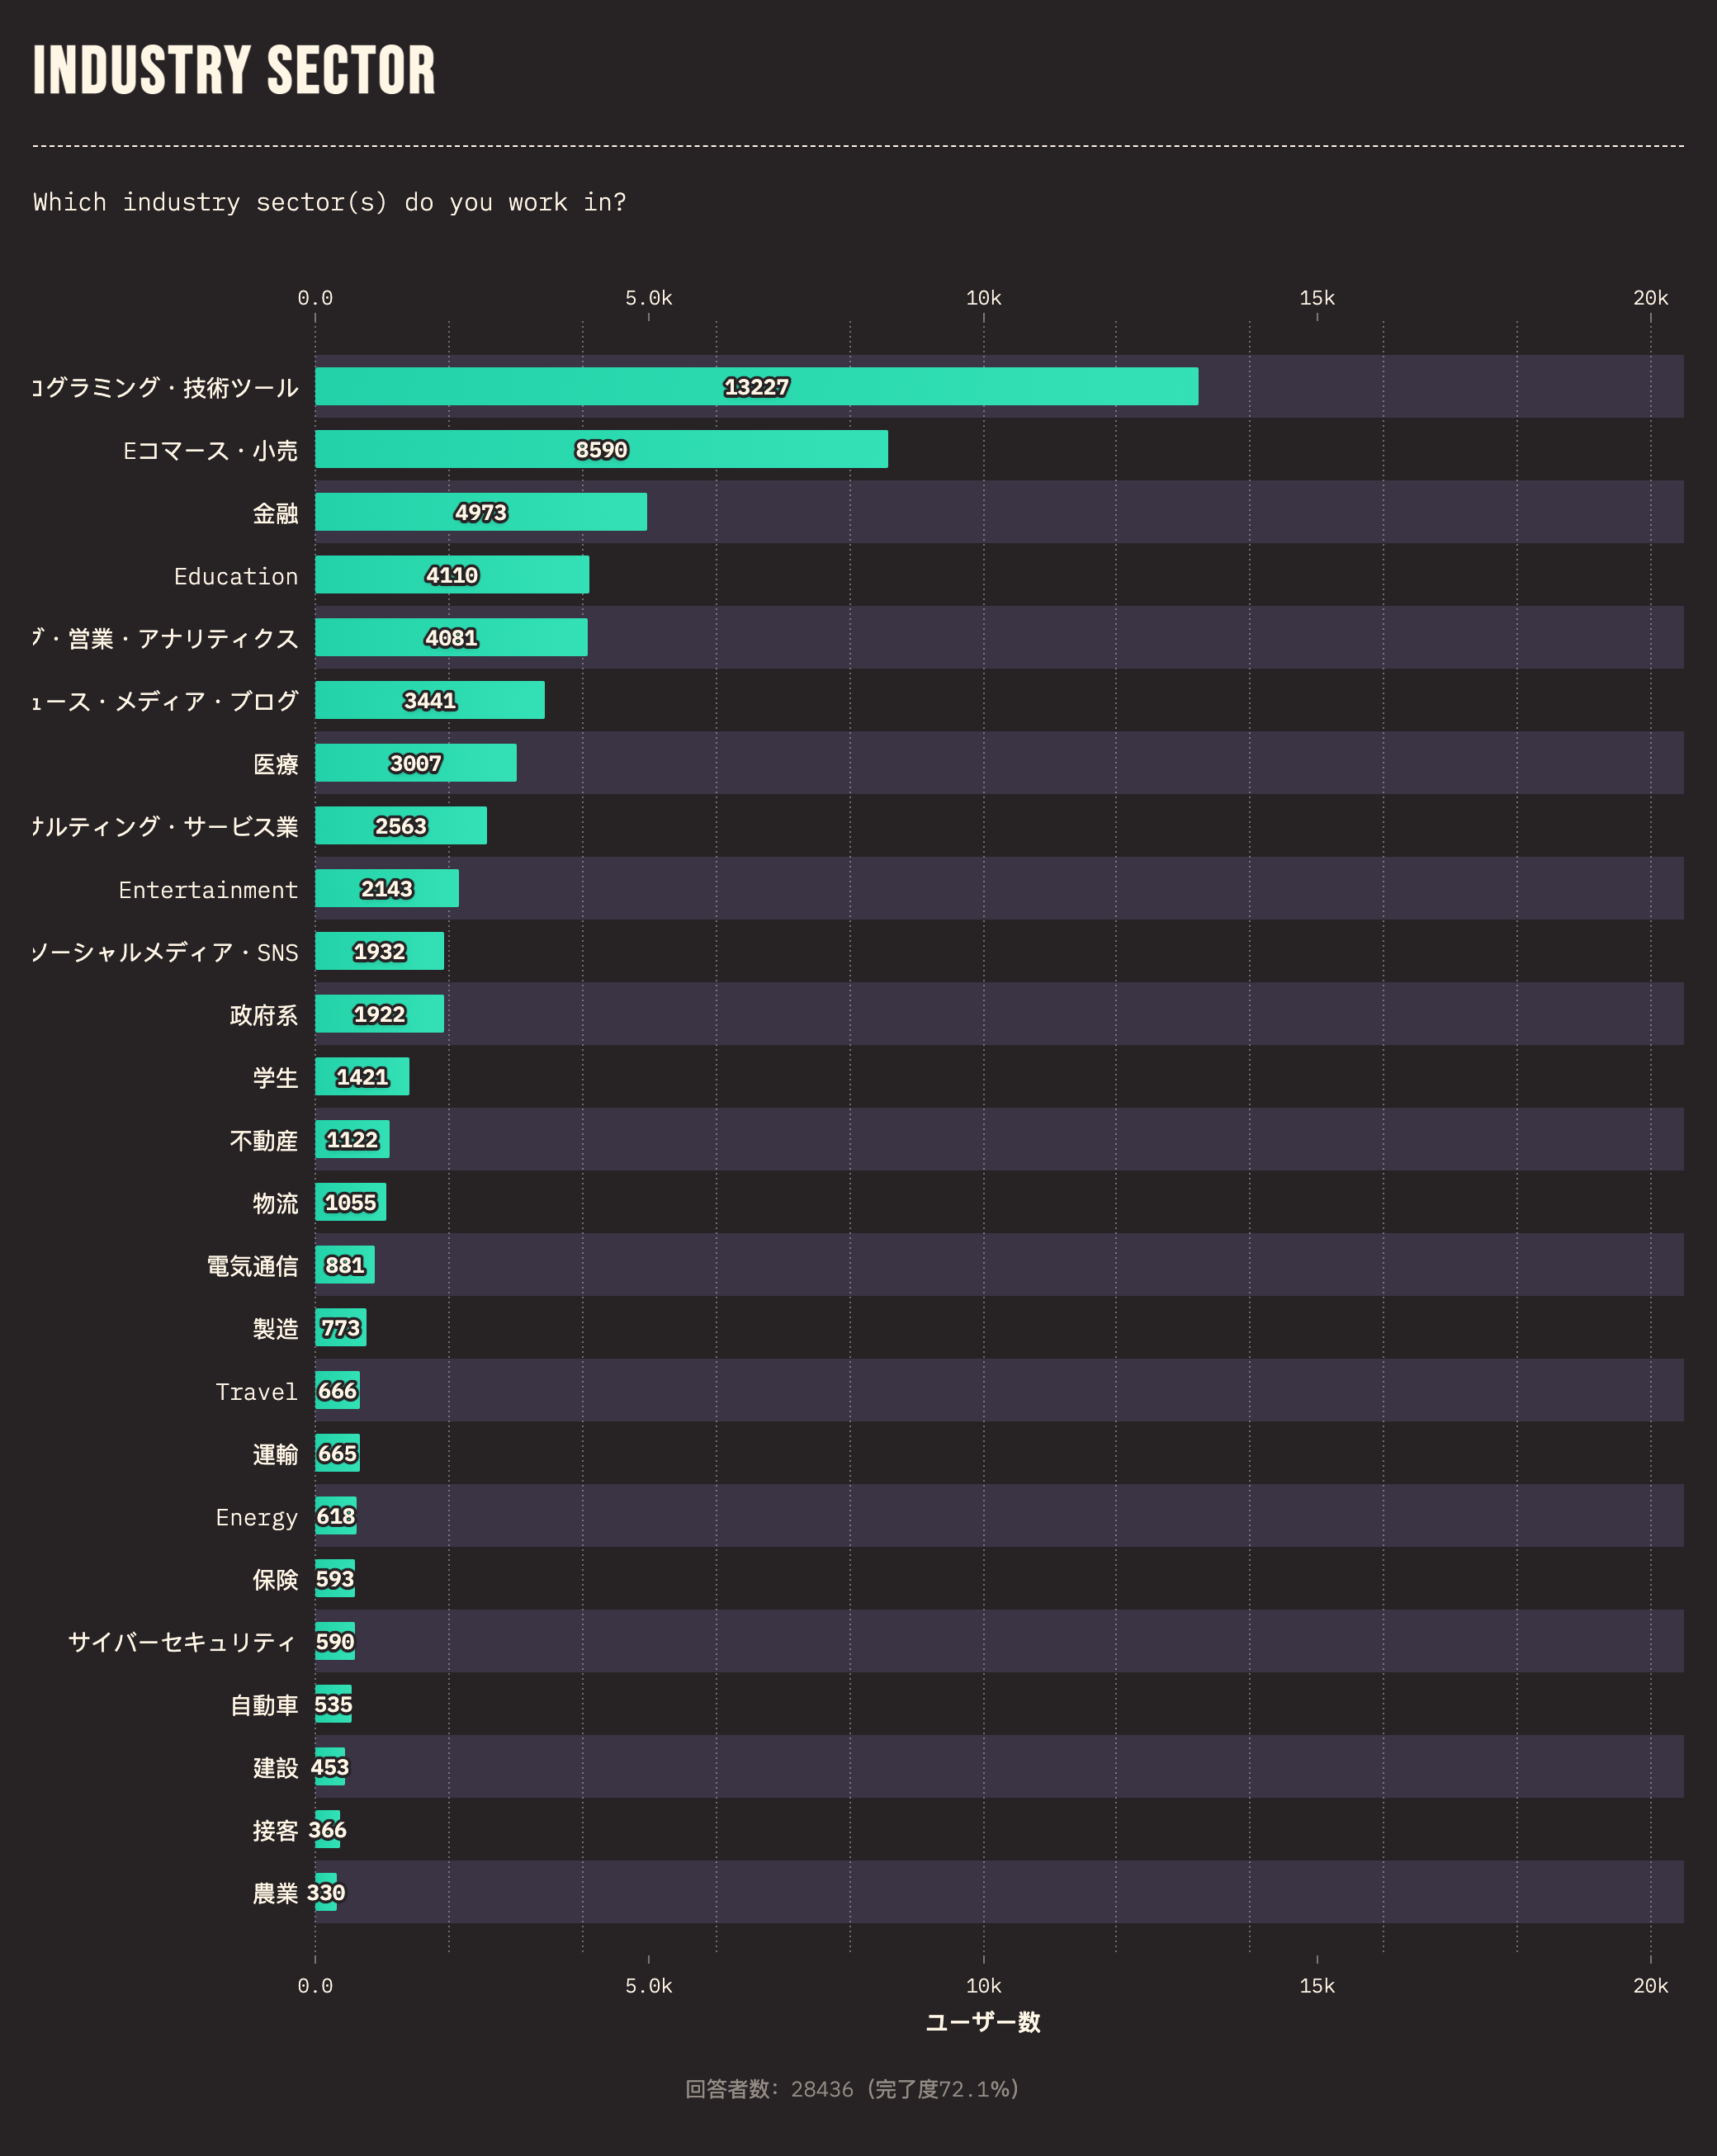 INDUSTRY SECTOR
Which industry sector(s) do you work in?
0.0 5.0k 10k 15k 20k
ログラミング・技術ツール 13227
Eコマース・小売 8590
金融 4973
Education 4110
グ・営業・アナリティクス 4081
ュース・メディア・ブログ 3441
医療 3007
サルティング・サービス業 2563
Entertainment 2143
ソーシャルメディア・SNS 1932
政府系 1922
学生 1421
不動産 1122
物流 1055
電気通信 881
製造 773
Travel 666
運輸 665
Energy 618
保険 593
サイバーセキュリティ 590
自動車 535
建設 453
接客 366
農業 330
0.0 5.0k 10k 15k 20k
ユーザー数
回答者数: 28436 (完了度72.1%)